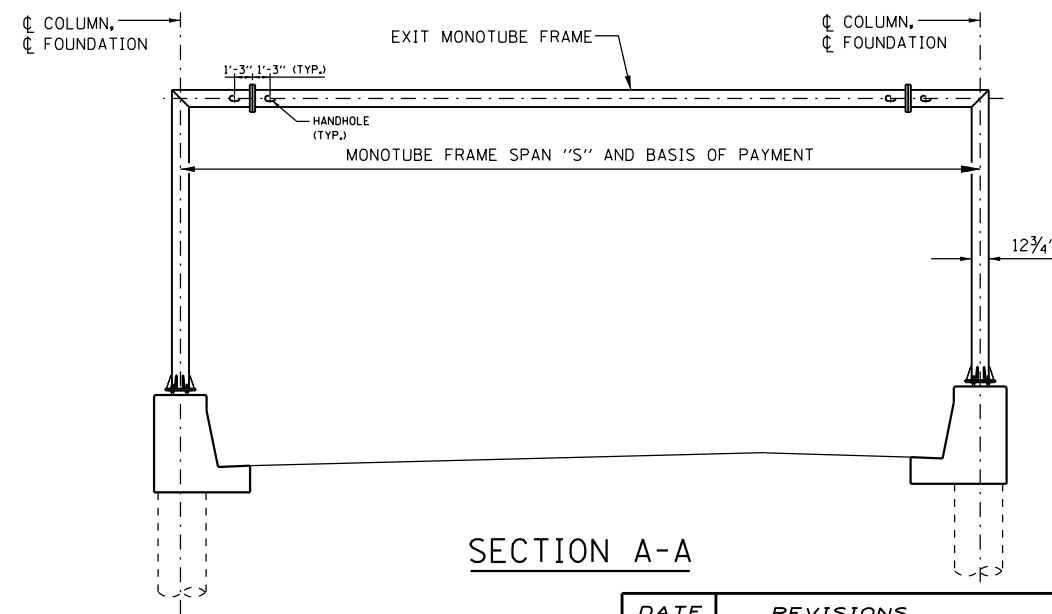 ℄ COLUMN,
℄ FOUNDATION
EXIT MONOTUBE FRAME
℄ COLUMN,
℄ FOUNDATION
1'-3" 1'-3" (TYP.)
HANDHOLE
(TYP.)
MONOTUBE FRAME SPAN "S" AND BASIS OF PAYMENT
12¾"
SECTION A-A
DATE REVISIONS